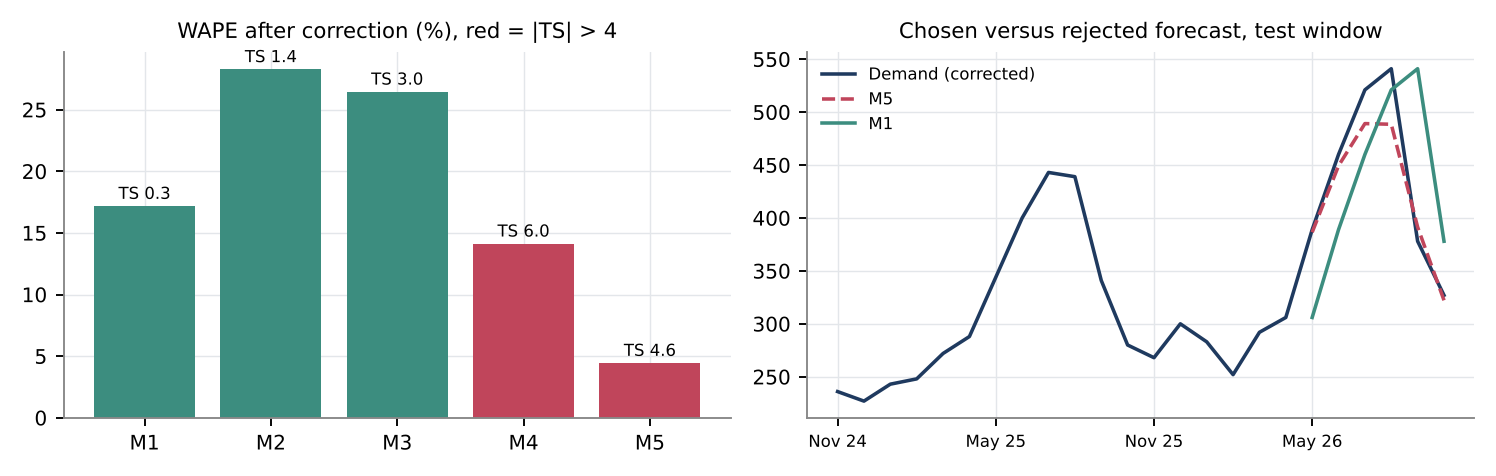 WAPE after correction (%), red = |TS| > 4
TS 0.3
TS 1.4
TS 3.0
TS 6.0
TS 4.6
25
20
15
10
5
0
M1
M2
M3
M4
M5
Chosen versus rejected forecast, test window
Demand (corrected)
M5
M1
550
500
450
400
350
300
250
Nov 24
May 25
Nov 25
May 26